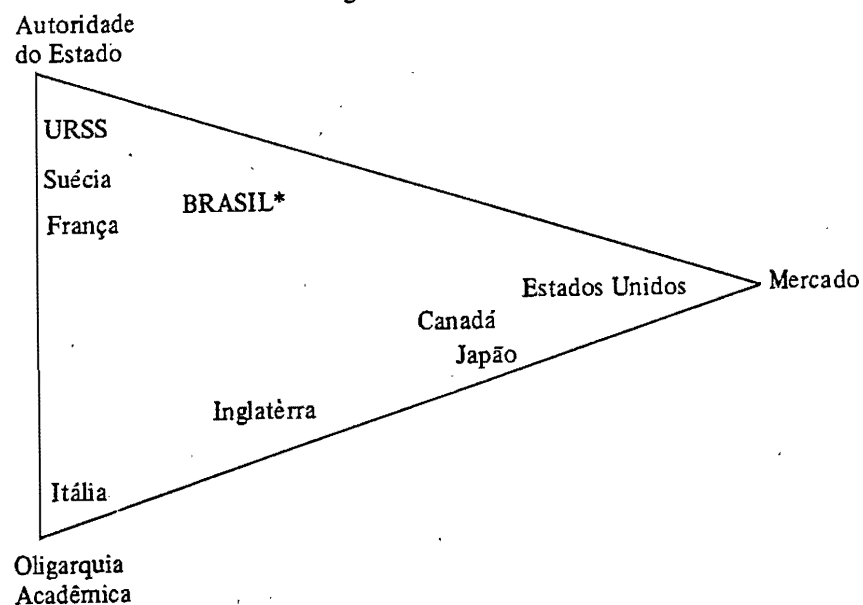 Autoridade
do Estado
URSS
Suécia
BRASIL*
França
Estados Unidos
Mercado
Canadá
Japão
Inglatèrra
Itália
Oligarquia
Acadêmica